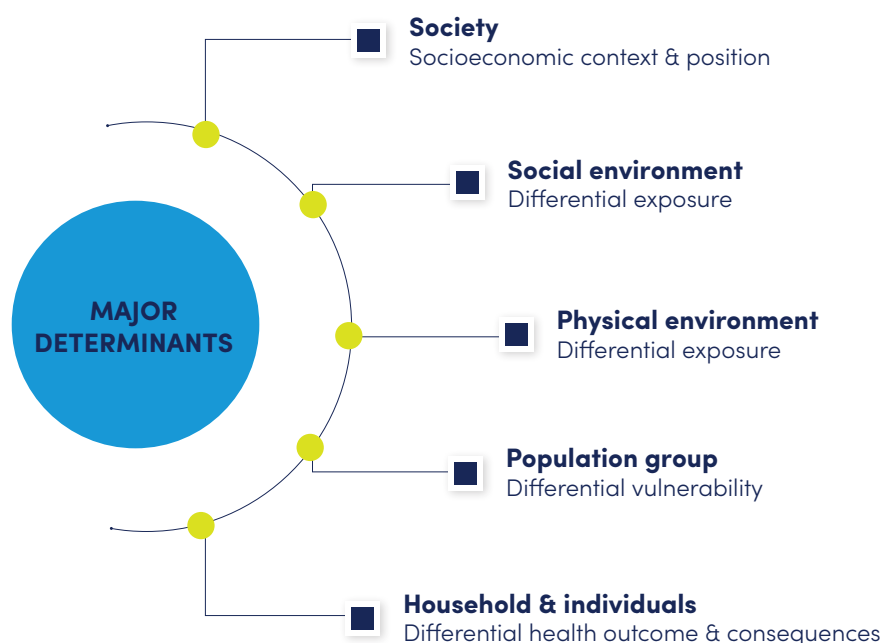 Society
Socioeconomic context & position
Social environment
Differential exposure
MAJOR
DETERMINANTS
Physical environment
Differential exposure
Population group
Differential vulnerability
Household & individuals
Differential health outcome & consequences